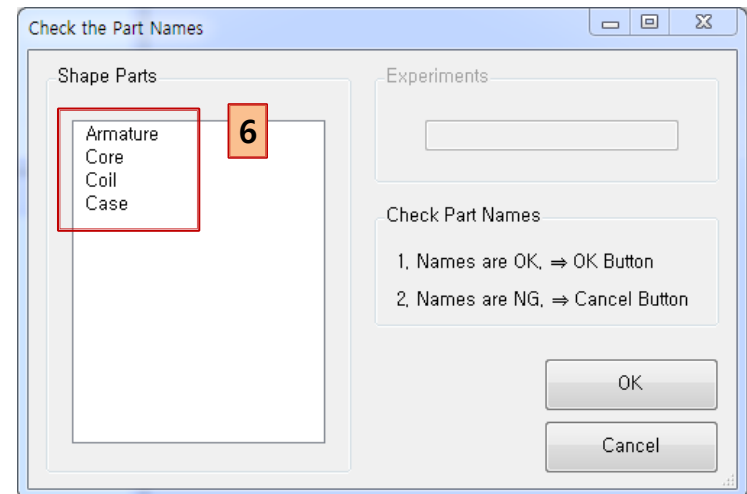 Check the Part Names
Shape Parts
Armature
Core
Coil
Case
6
Experiments
Check Part Names
1, Names are OK, ⇒ OK Button
2, Names are NG, ⇒ Cancel Button
OK
Cancel